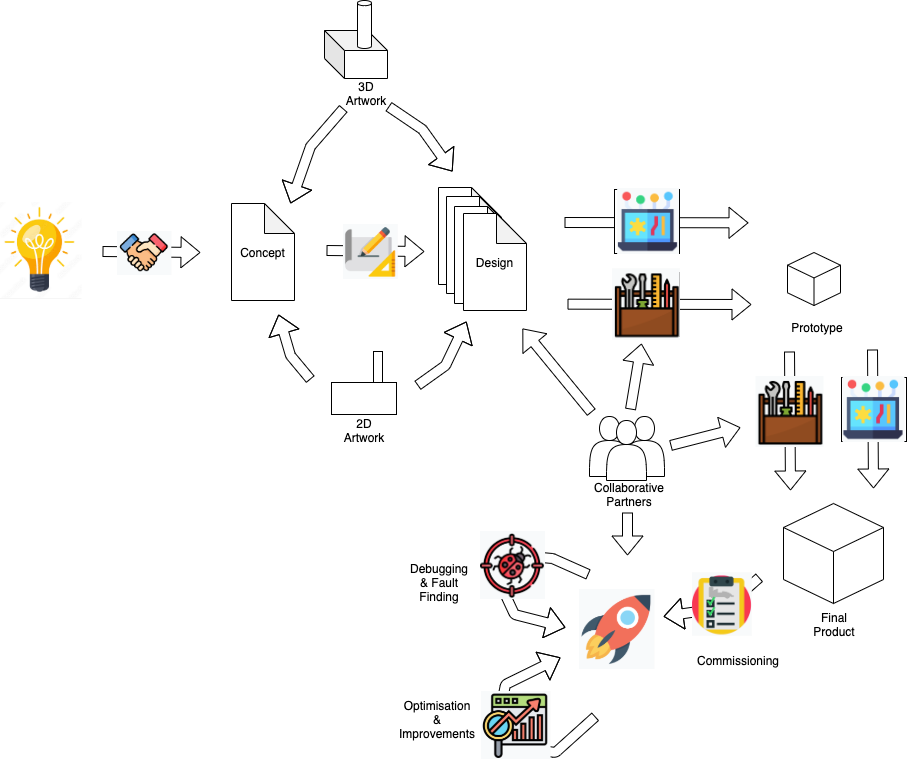 3D
Artwork
Concept
Design
Prototype
2D
Artwork
Collaborative
Partners
Debugging
& Fault
Finding
Final
Product
Commissioning
Optimisation
&
Improvements